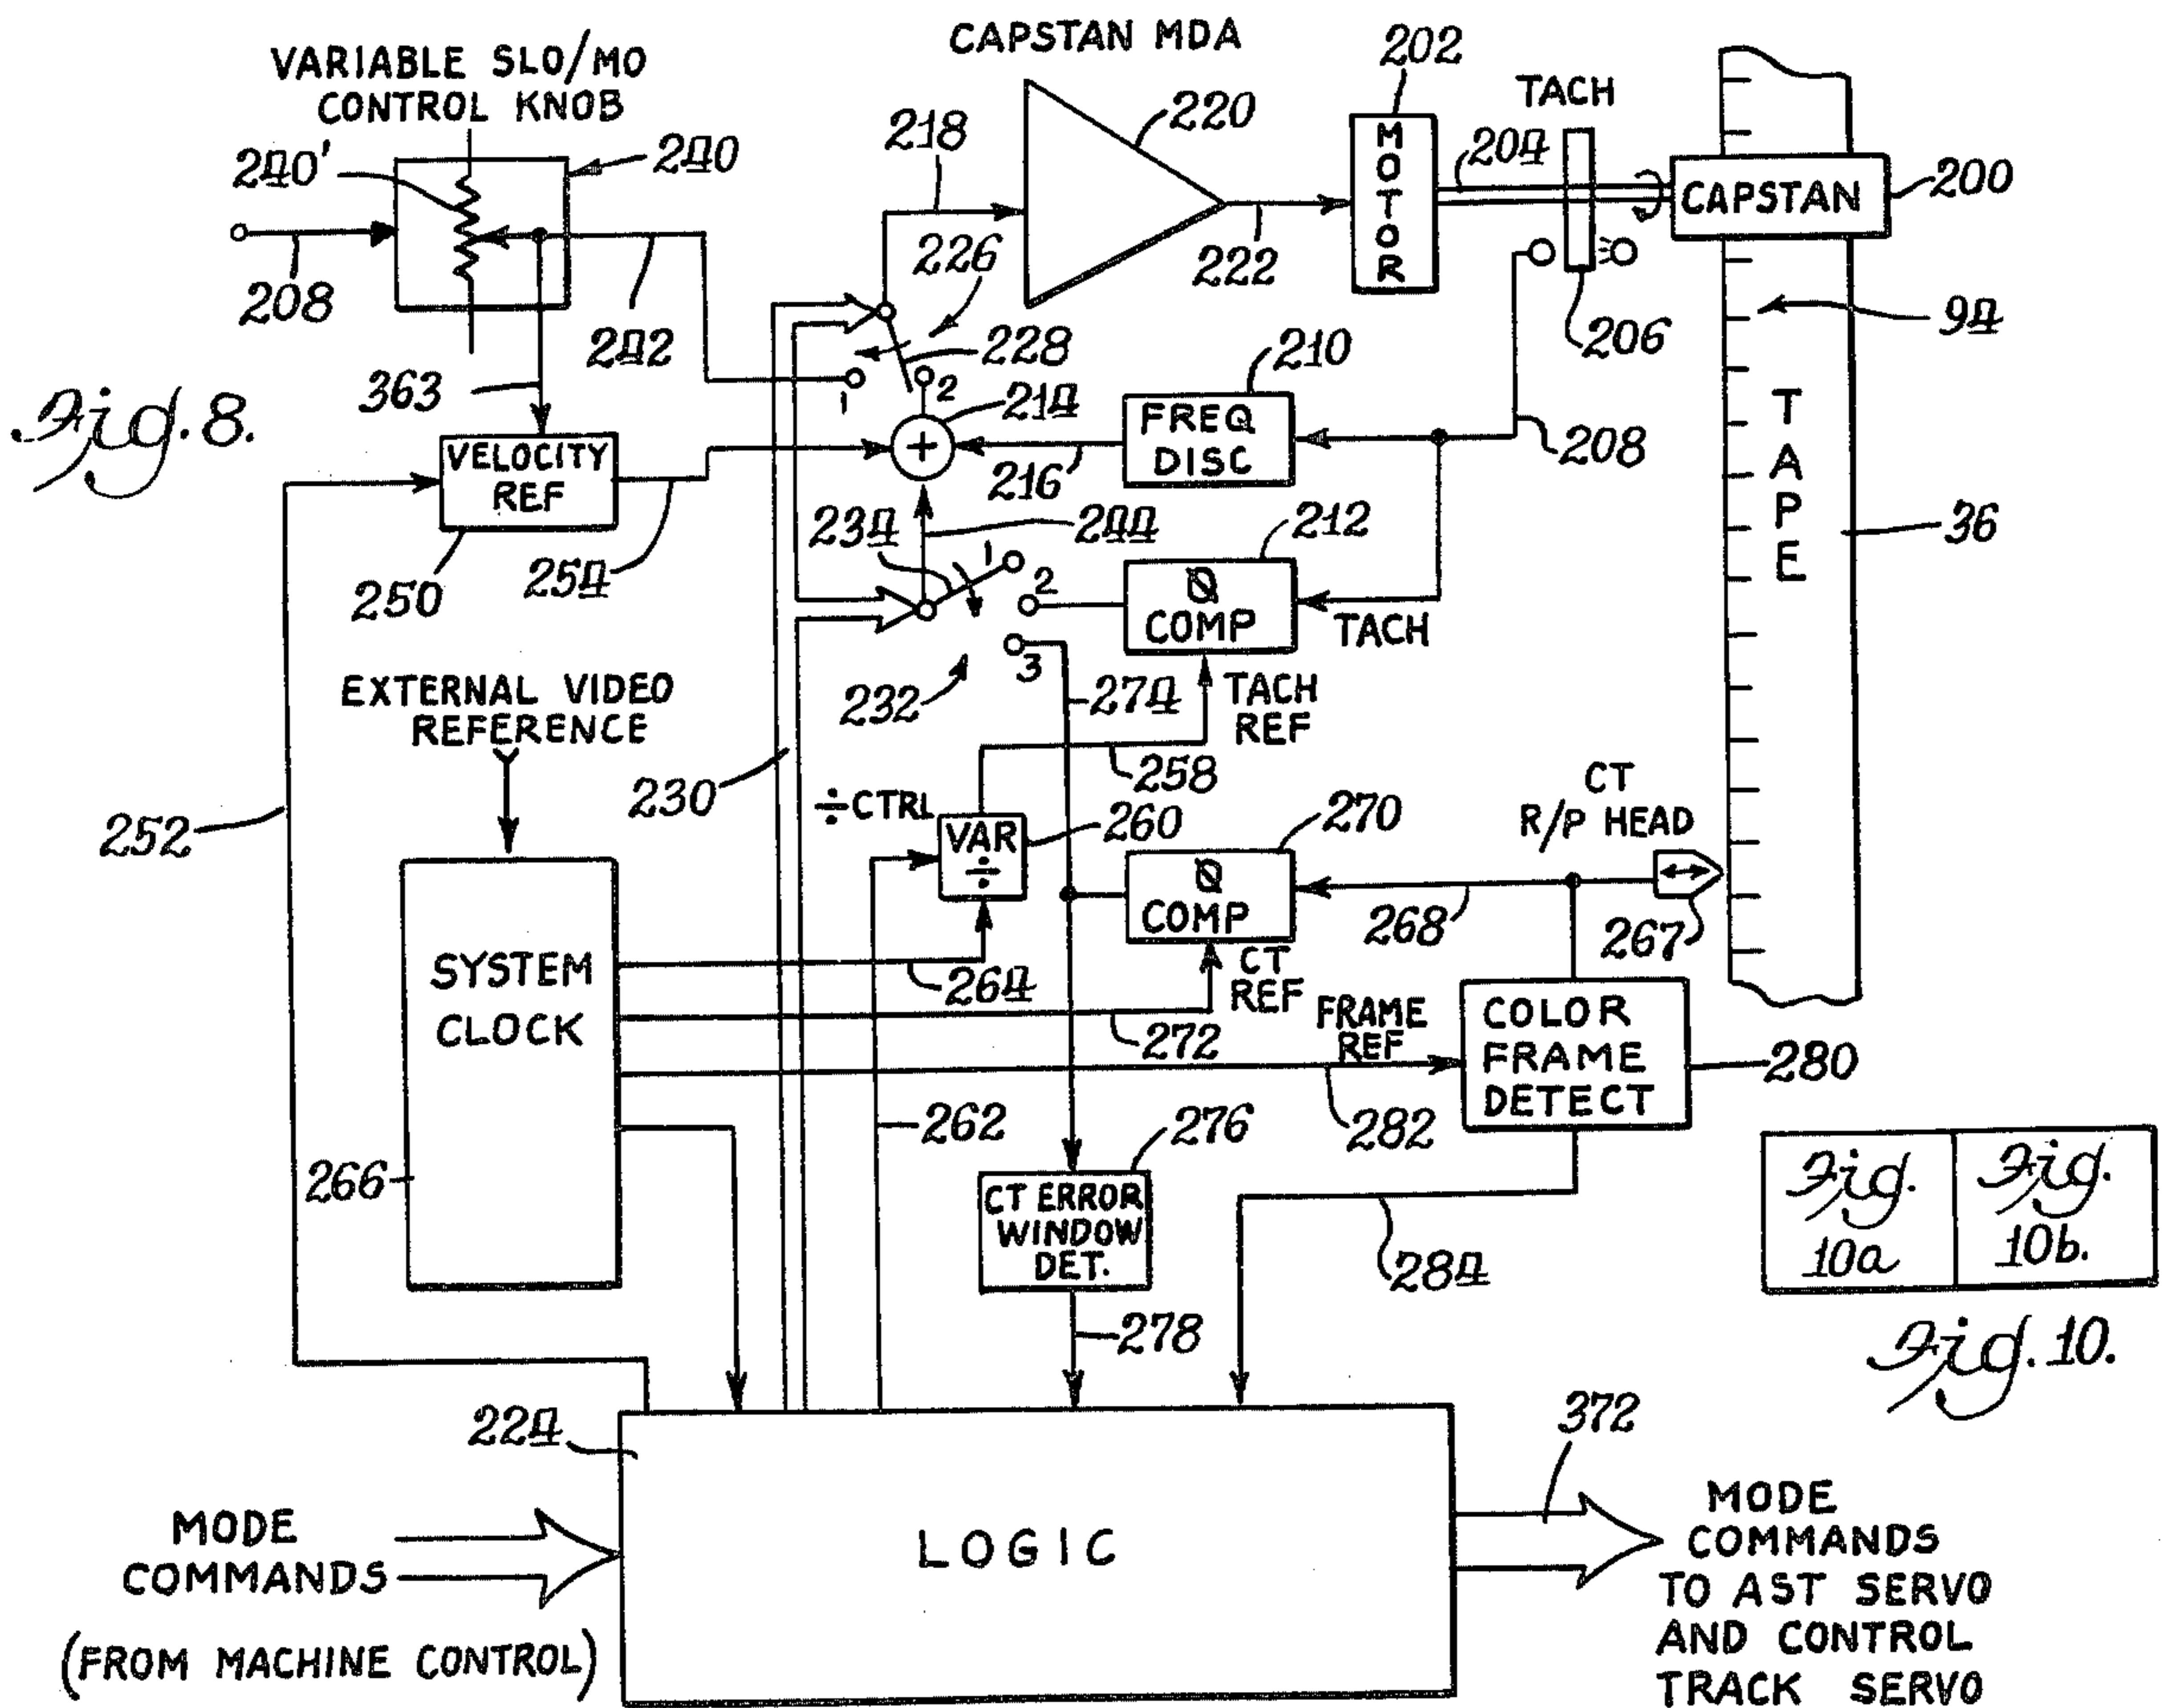 CAPSTAN MDA
202
VARIABLE SLO/MO
CONTROL KNOB
TACH
218
220
MOTOR
204
CAPSTAN
200
240'
240
208
226
222
242
228
210
206
94
363
1
2
214
FREQ
DISC
208
Fig. 8.
VELOCITY
REF
+
216
TAPE
36
250
254
234
244
212
1
2
3
Ø
COMP
TACH
232
274
TACH
REF
EXTERNAL VIDEO
REFERENCE
258
230
÷CTRL
260
270
CT
R/P HEAD
252
VAR
÷
Ø
COMP
268
267
SYSTEM
CLOCK
264
CT
REF
272
FRAME
REF
COLOR
FRAME
DETECT
280
262
276
282
266
CT ERROR
WINDOW
DET.
284
Fig.
10a
Fig.
10b.
278
Fig. 10.
224
372
MODE
COMMANDS
(FROM MACHINE CONTROL)
LOGIC
MODE
COMMANDS
TO AST SERVO
AND CONTROL
TRACK SERVO